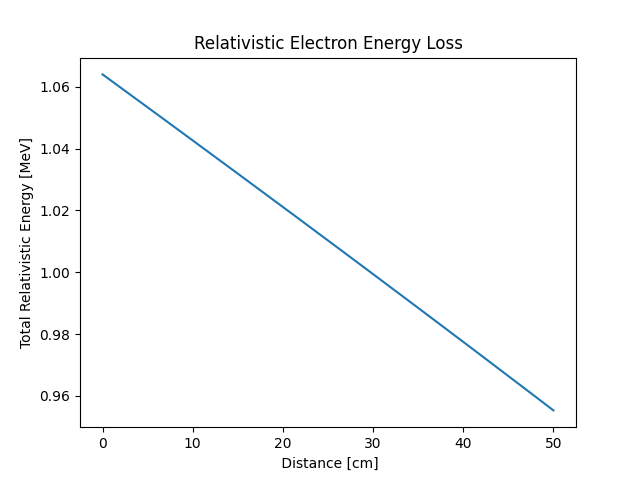 Relativistic Electron Energy Loss
Total Relativistic Energy [MeV]
1.06
1.04
1.02
1.00
0.98
0.96
0 10 20 30 40 50
Distance [cm]